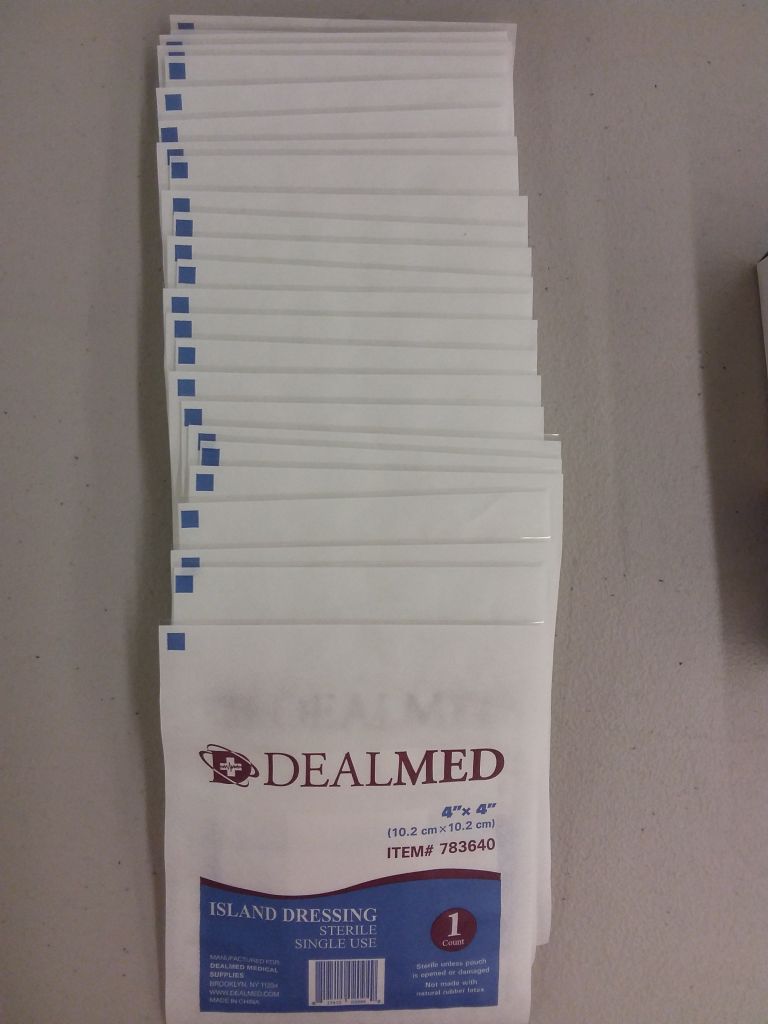 DEALMED
4”× 4”
(10.2 cm × 10.2 cm)
ITEM# 783640
ISLAND DRESSING
STERILE
SINGLE USE
1
Count
MANUFACTURED FOR:
DEALMED MEDICAL
SUPPLIES
BROOKLYN, NY
WWW.DEALMED.COM
MADE IN CHINA
Sterile unless pouch
is opened or damaged
Not made with
natural rubber latex